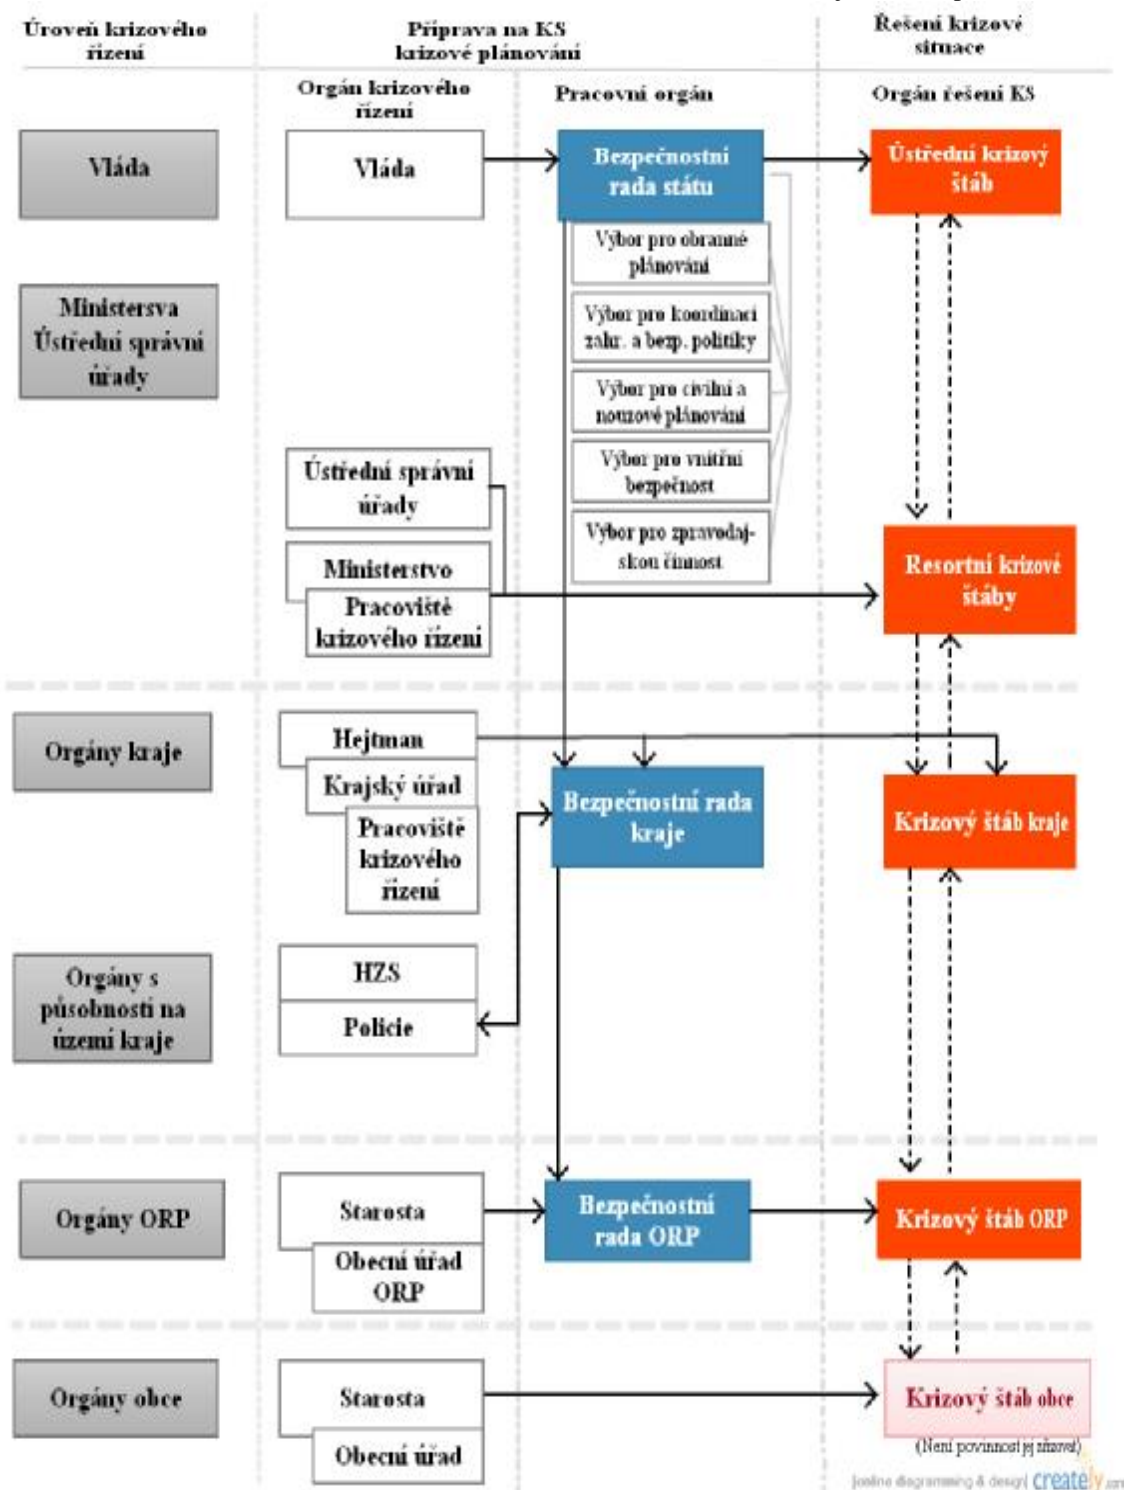 Úroveň krizového
řízení
Příprava na KS
krizové plánování
Řešení krizové
situace
Orgán krizového
řízení
Pracovní orgán
Orgán řešení KS
Vláda
Vláda
Bezpečnostní
rada státu
Ústřední krizový
štáb
Výbor pro obranné
plánování
Ministersva
Ústřední správní
úřady
Výbor pro koordinaci
zahr. a bezp. politiky
Výbor pro civilní a
nouzové plánování
Výbor pro vnitřní
bezpečnost
Výbor pro zpravodaj-
skou činnost
Ústřední správní
úřady
Ministerstvo
Pracoviště
krizového řízení
Resortní krizové
štáby
Orgány kraje
Hejtman
Krajský úřad
Pracoviště
krizového
řízení
Bezpečnostní rada
kraje
Krizový štáb kraje
Orgány s
působností na
území kraje
HZS
Policie
Orgány ORP
Starosta
Obecní úřad
ORP
Bezpečnostní
rada ORP
Krizový štáb ORP
Orgány obce
Starosta
Obecní úřad
Krizový štáb obce
(Není povinnost jej zřizovat)
[online diagramming & design] creately.com